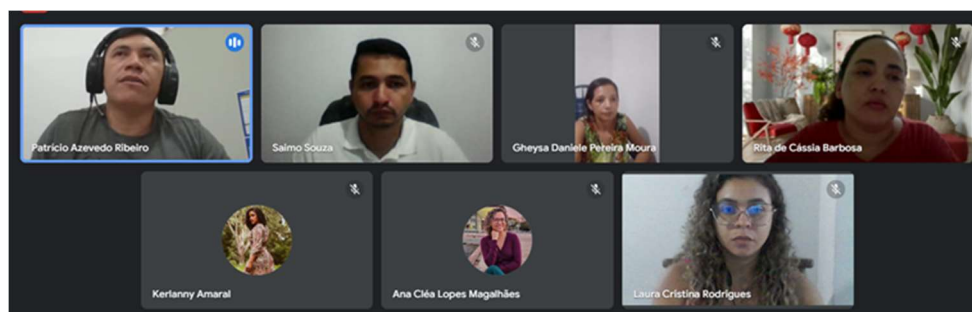 Patrício Azevedo Ribeiro
Saimo Souza
Gheysa Daniele Pereira Moura
Rita de Cássia Barbosa
Kerlanny Amaral
Ana Cléa Lopes Magalhães
Laura Cristina Rodrigues